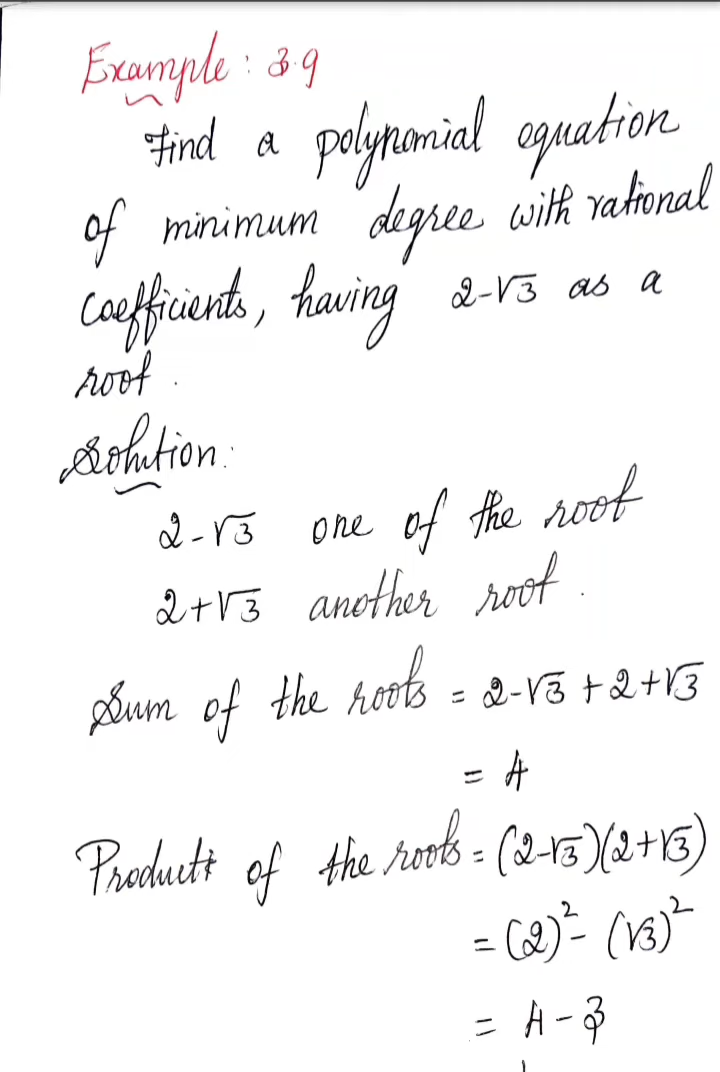 Example: 3.9
Find a polynomial equation
of minimum degree with rational
coefficients, having 2-√3 as a
root.
Solution:
2-√3 one of the root
2+√3 another root.
Sum of the roots = 2-√3+2+√3
= 4
Product of the roots = (2-√3)(2+√3)
= (2)² - (√3)²
= 4-3